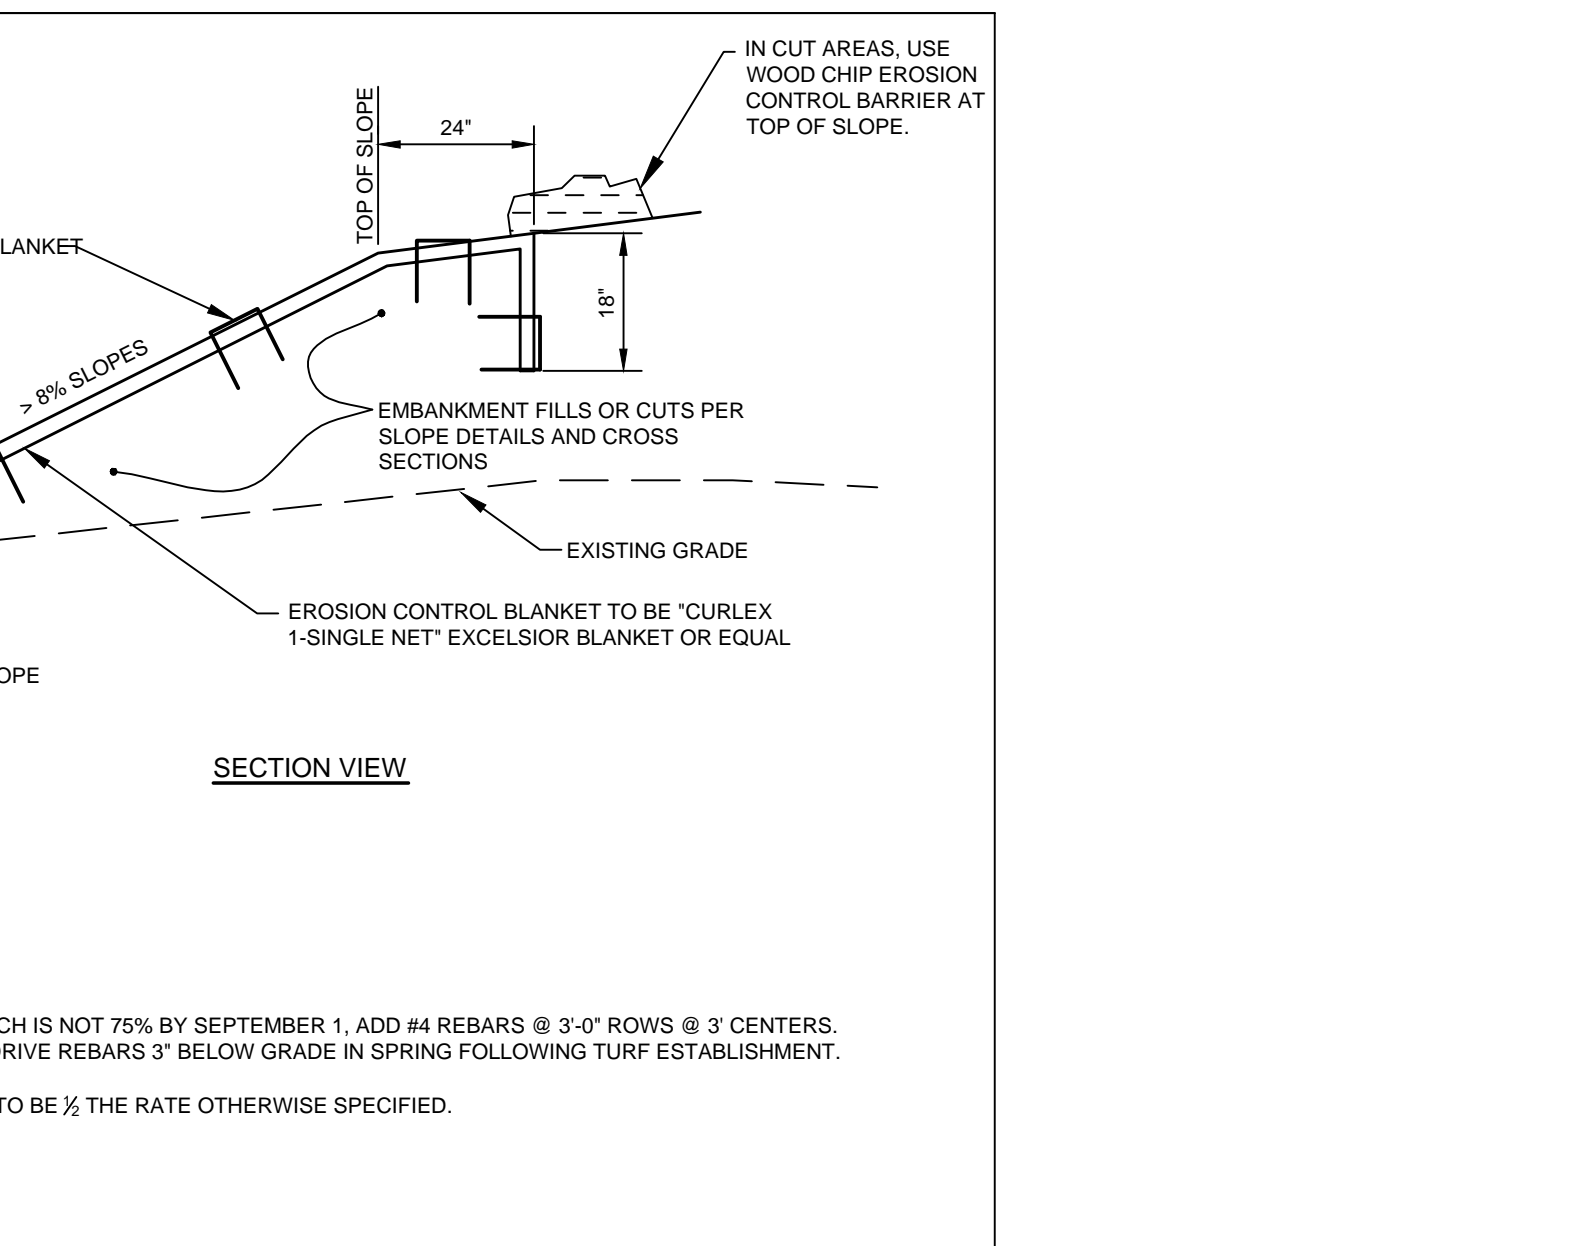 IN CUT AREAS, USE
WOOD CHIP EROSION
CONTROL BARRIER AT
TOP OF SLOPE.
TOP OF SLOPE
24"
LANKET
18"
> 8% SLOPES
EMBANKMENT FILLS OR CUTS PER
SLOPE DETAILS AND CROSS
SECTIONS
EXISTING GRADE
EROSION CONTROL BLANKET TO BE "CURLEX
1-SINGLE NET" EXCELSIOR BLANKET OR EQUAL
OPE
SECTION VIEW
CH IS NOT 75% BY SEPTEMBER 1, ADD #4 REBARS @ 3'-0" ROWS @ 3' CENTERS.
DRIVE REBARS 3" BELOW GRADE IN SPRING FOLLOWING TURF ESTABLISHMENT.
TO BE ½ THE RATE OTHERWISE SPECIFIED.